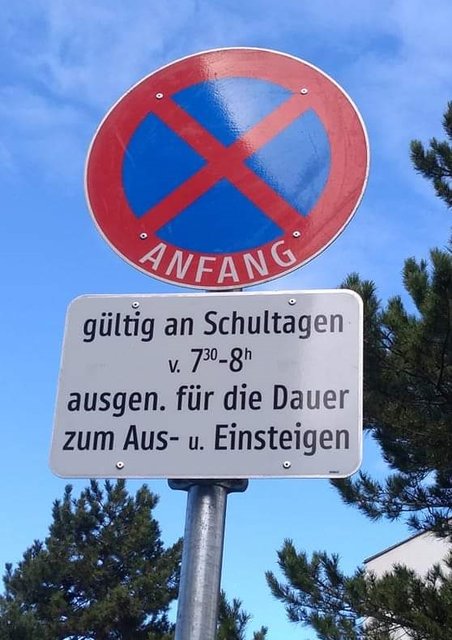 ANFANG
gültig an Schultagen
v. 7³⁰-8ʰ
ausgen. für die Dauer
zum Aus- u. Einsteigen